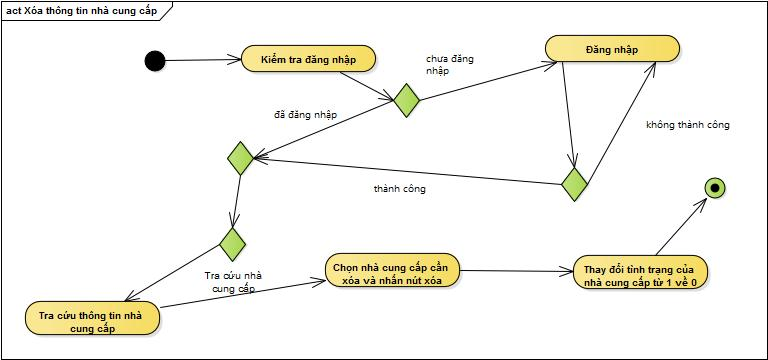 act Xóa thông tin nhà cung cấp
Kiểm tra đăng nhập
chưa đăng
nhập
Đăng nhập
đã đăng nhập
không thành công
thành công
Tra cứu nhà
cung cấp
Chọn nhà cung cấp cần
xóa và nhấn nút xóa
Thay đổi tình trạng của
nhà cung cấp từ 1 về 0
Tra cứu thông tin nhà
cung cấp